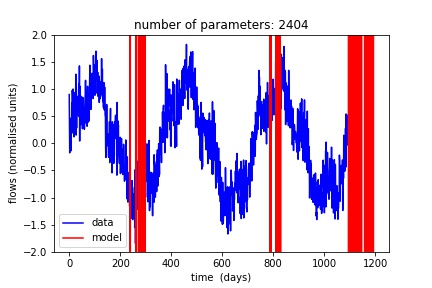 number of parameters: 2404
flows (normalised units)
2.0
1.5
1.0
0.5
0.0
−0.5
−1.0
−1.5
−2.0
data
model
0 200 400 600 800 1000 1200
time (days)